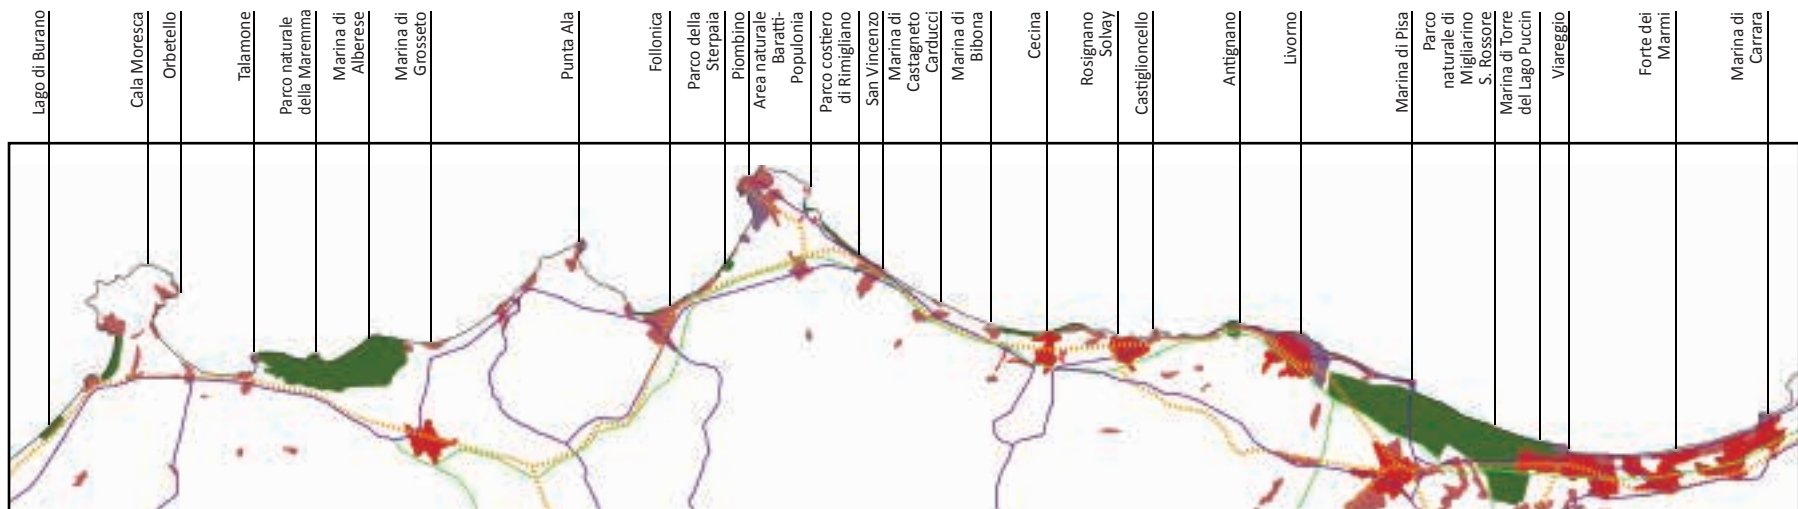 Lago di Burano
Cala Moresca
Orbetello
Talamone
Parco naturale
della Maremma
Marina di
Alberese
Marina di
Grosseto
Punta Ala
Follonica
Parco della
Sterpaia
Piombino
Area naturale
Baratti-
Populonia
Parco costiero
di Rimigliano
San Vincenzo
Marina di
Castagneto
Carducci
Marina di
Bibona
Cecina
Rosignano
Solvay
Castiglioncello
Antignano
Livorno
Marina di Pisa
Parco
naturale di
Migliarino
S. Rossore
Marina di Torre
del Lago Puccin
Viareggio
Forte dei
Marmi
Marina di
Carrara